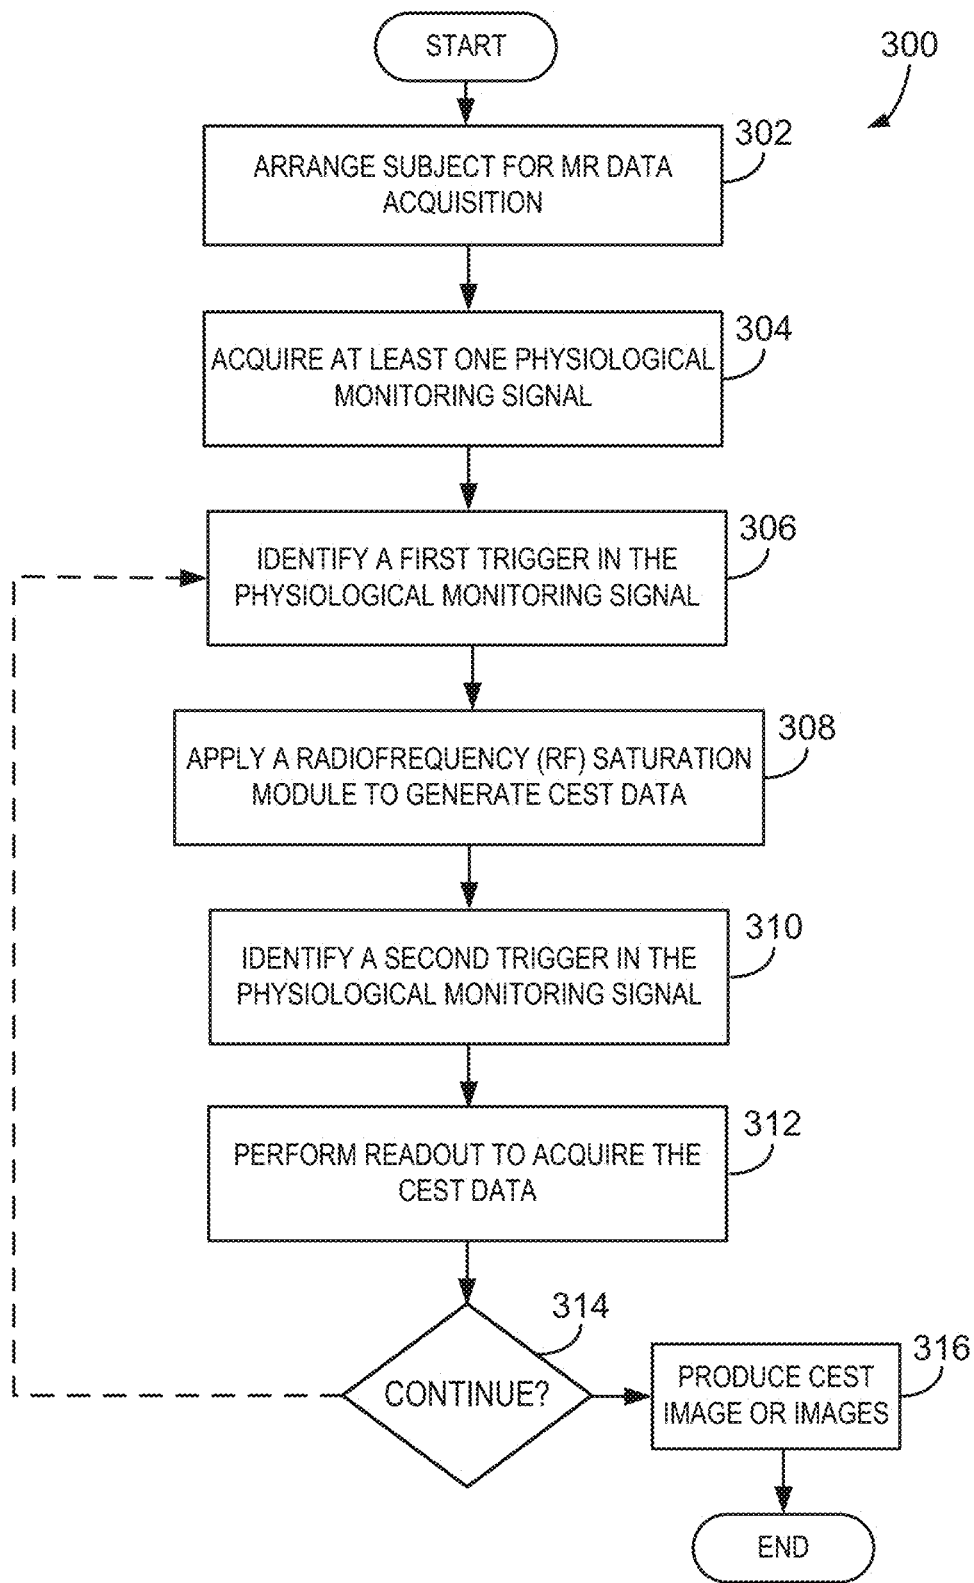 START
300
302
ARRANGE SUBJECT FOR MR DATA
ACQUISITION
304
ACQUIRE AT LEAST ONE PHYSIOLOGICAL
MONITORING SIGNAL
306
IDENTIFY A FIRST TRIGGER IN THE
PHYSIOLOGICAL MONITORING SIGNAL
308
APPLY A RADIOFREQUENCY (RF) SATURATION
MODULE TO GENERATE CEST DATA
310
IDENTIFY A SECOND TRIGGER IN THE
PHYSIOLOGICAL MONITORING SIGNAL
312
PERFORM READOUT TO ACQUIRE THE
CEST DATA
314
CONTINUE?
316
PRODUCE CEST
IMAGE OR IMAGES
END